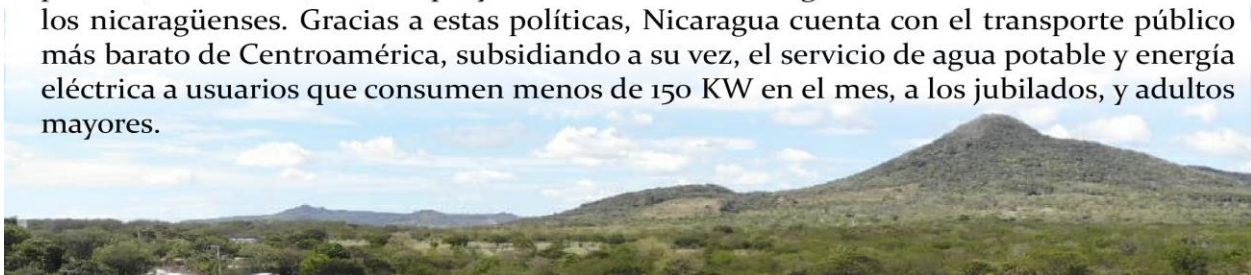 los nicaragüenses. Gracias a estas políticas, Nicaragua cuenta con el transporte público
más barato de Centroamérica, subsidiando a su vez, el servicio de agua potable y energía
eléctrica a usuarios que consumen menos de 150 KW en el mes, a los jubilados, y adultos
mayores.